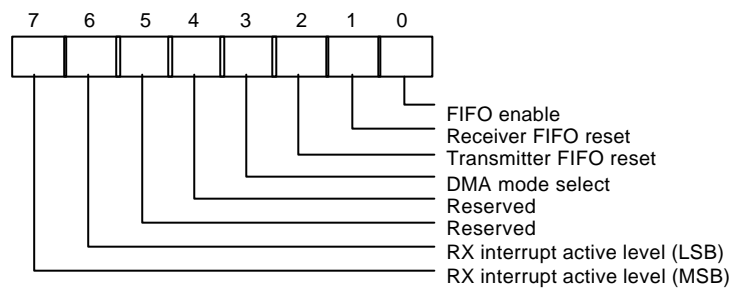 7 6 5 4 3 2 1 0
FIFO enable
Receiver FIFO reset
Transmitter FIFO reset
DMA mode select
Reserved
Reserved
RX interrupt active level (LSB)
RX interrupt active level (MSB)